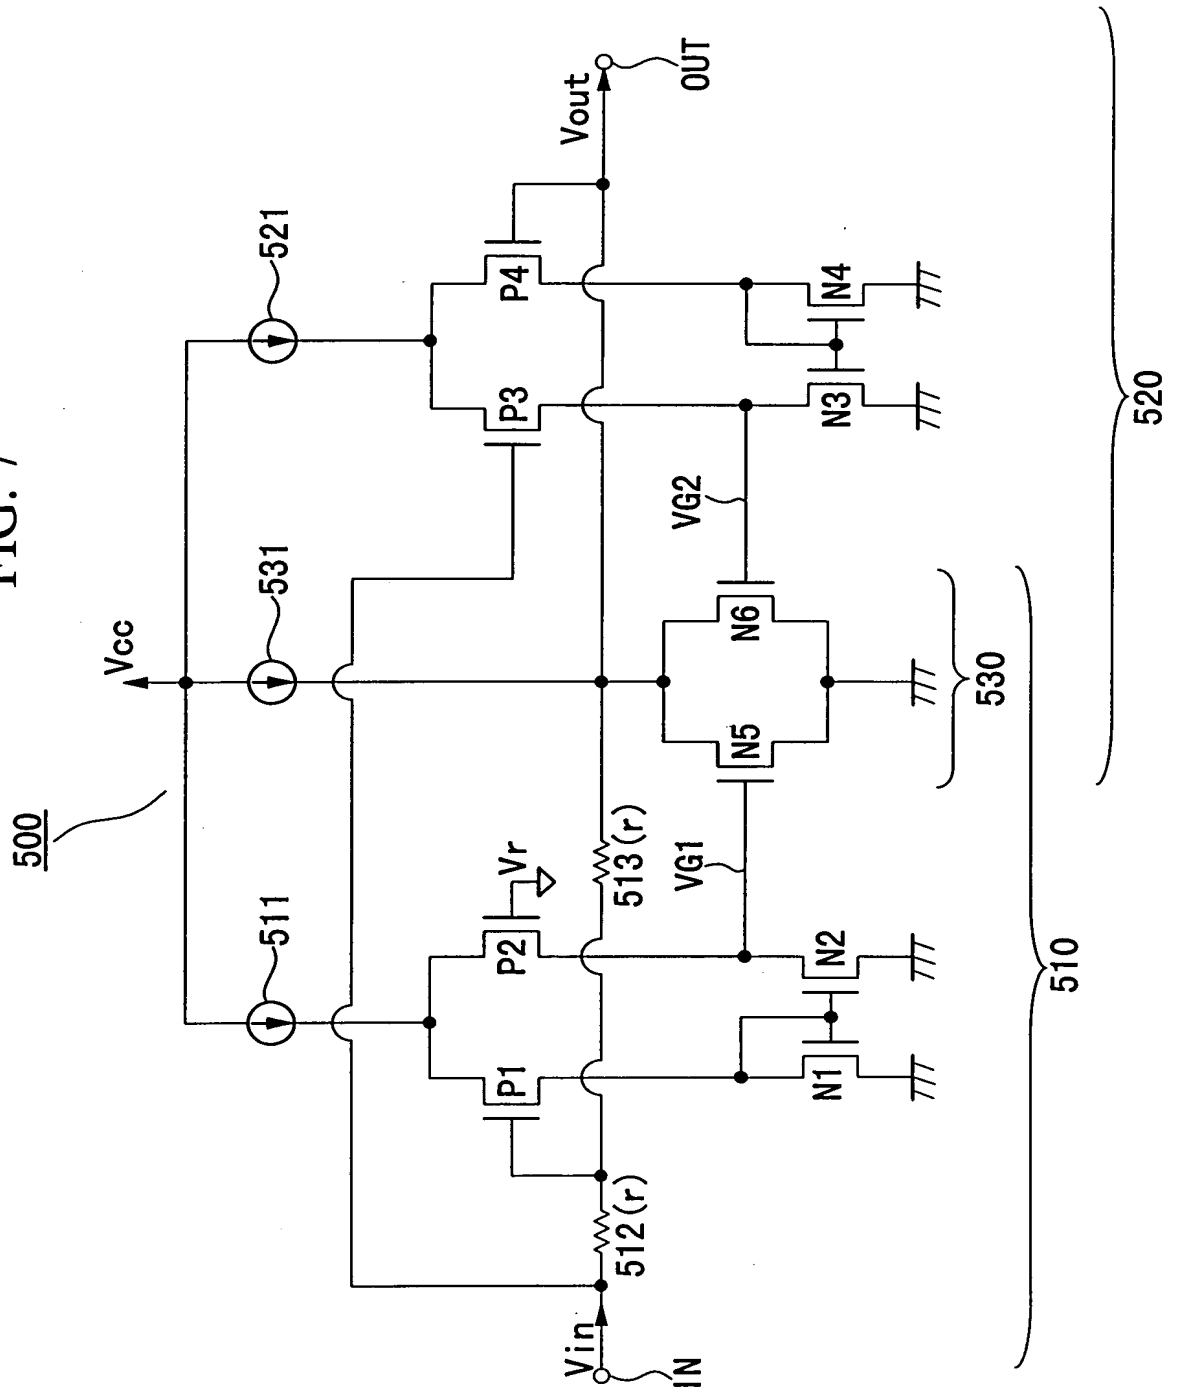 FIG. 7
500
Vcc
511
531
521
P1
P2
Vr
P3
P4
Vin
IN
512(r)
513(r)
Vout
OUT
VG1
VG2
N1
N2
N5
N6
N3
N4
530
510
520